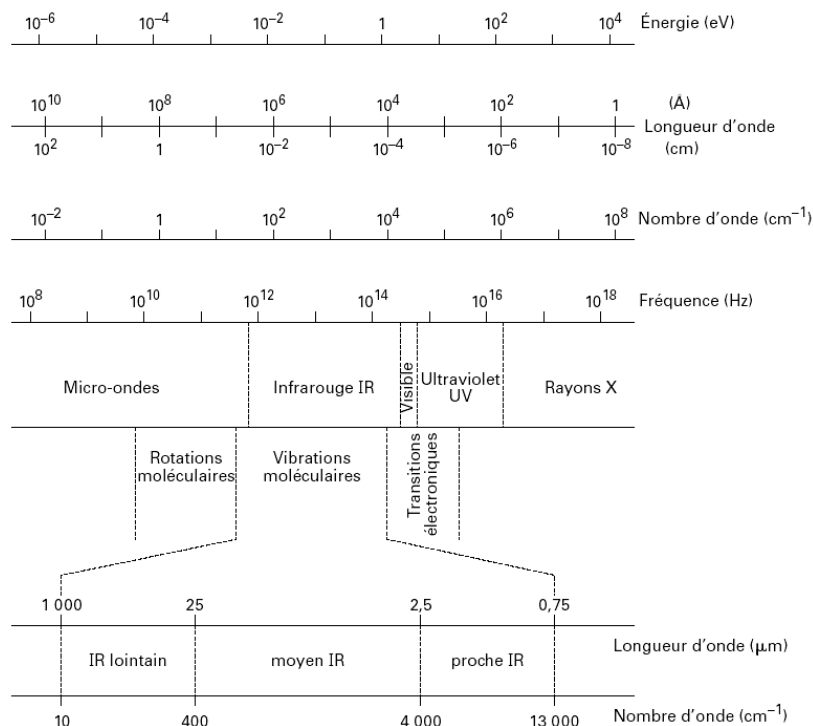 10⁻⁶ 10⁻⁴ 10⁻² 1 10² 10⁴ Énergie (eV)
10¹⁰ 10⁸ 10⁶ 10⁴ 10² 1 (Å)
Longueur d'onde
10² 1 10⁻² 10⁻⁴ 10⁻⁶ 10⁻⁸ (cm)
10⁻² 1 10² 10⁴ 10⁶ 10⁸ Nombre d'onde (cm⁻¹)
10⁸ 10¹⁰ 10¹² 10¹⁴ 10¹⁶ 10¹⁸ Fréquence (Hz)
Micro-ondes
Infrarouge IR
Visible
Ultraviolet
UV
Rayons X
Rotations
moléculaires
Vibrations
moléculaires
Transitions
électroniques
1 000 25 2,5 0,75
Longueur d'onde (μm)
IR lointain moyen IR proche IR
10 400 4 000 13 000 Nombre d'onde (cm⁻¹)